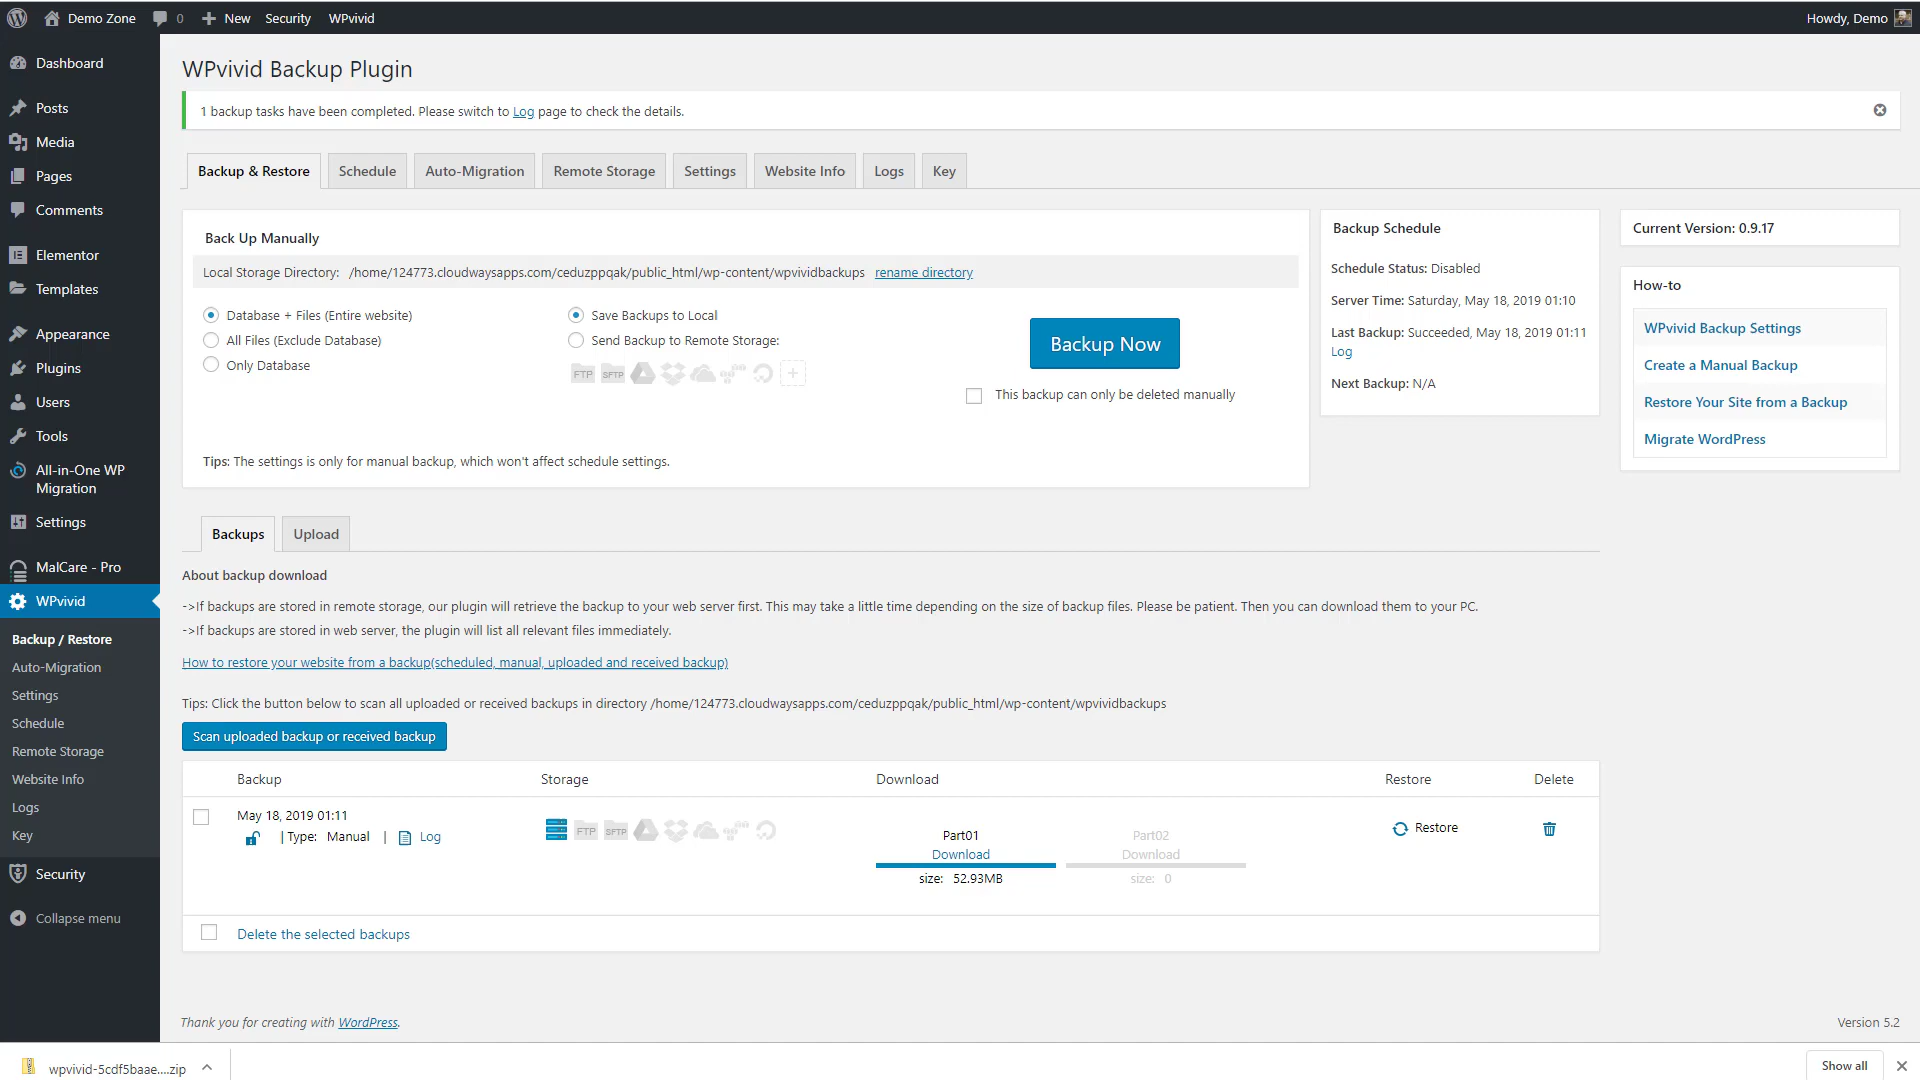 Demo Zone
0
New
Security
WPvivid
Howdy, Demo
Dashboard
Posts
Media
Pages
Comments
Elementor
Templates
Appearance
Plugins
Users
Tools
All-in-One WP
Migration
Settings
MalCare - Pro
WPvivid
Backup / Restore
Auto-Migration
Settings
Schedule
Remote Storage
Website Info
Logs
Key
Security
Collapse menu
WPvivid Backup Plugin
1 backup tasks have been completed. Please switch to Log page to check the details.
Backup & Restore
Schedule
Auto-Migration
Remote Storage
Settings
Website Info
Logs
Key
Back Up Manually
Local Storage Directory: /home/124773.cloudwaysapps.com/ceduzppqak/public_html/wp-content/wpvividbackups rename directory
Database + Files (Entire website)
All Files (Exclude Database)
Only Database
Save Backups to Local
Send Backup to Remote Storage:
FTP
SFTP
Backup Now
This backup can only be deleted manually
Tips: The settings is only for manual backup, which won't affect schedule settings.
Backup Schedule
Schedule Status: Disabled
Server Time: Saturday, May 18, 2019 01:10
Last Backup: Succeeded, May 18, 2019 01:11
Log
Next Backup: N/A
Current Version: 0.9.17
How-to
WPvivid Backup Settings
Create a Manual Backup
Restore Your Site from a Backup
Migrate WordPress
Backups
Upload
About backup download
->If backups are stored in remote storage, our plugin will retrieve the backup to your web server first. This may take a little time depending on the size of backup files. Please be patient. Then you can download them to your PC.
->If backups are stored in web server, the plugin will list all relevant files immediately.
How to restore your website from a backup(scheduled, manual, uploaded and received backup)
Tips: Click the button below to scan all uploaded or received backups in directory /home/124773.cloudwaysapps.com/ceduzppqak/public_html/wp-content/wpvividbackups
Scan uploaded backup or received backup
Backup
Storage
Download
Restore
Delete
May 18, 2019 01:11
| Type: Manual | Log
FTP
SFTP
Part01
Download
size: 52.93MB
Part02
Download
size: 0
Restore
Delete the selected backups
Thank you for creating with WordPress.
Version 5.2
wpvivid-5cdf5baae....zip
Show all